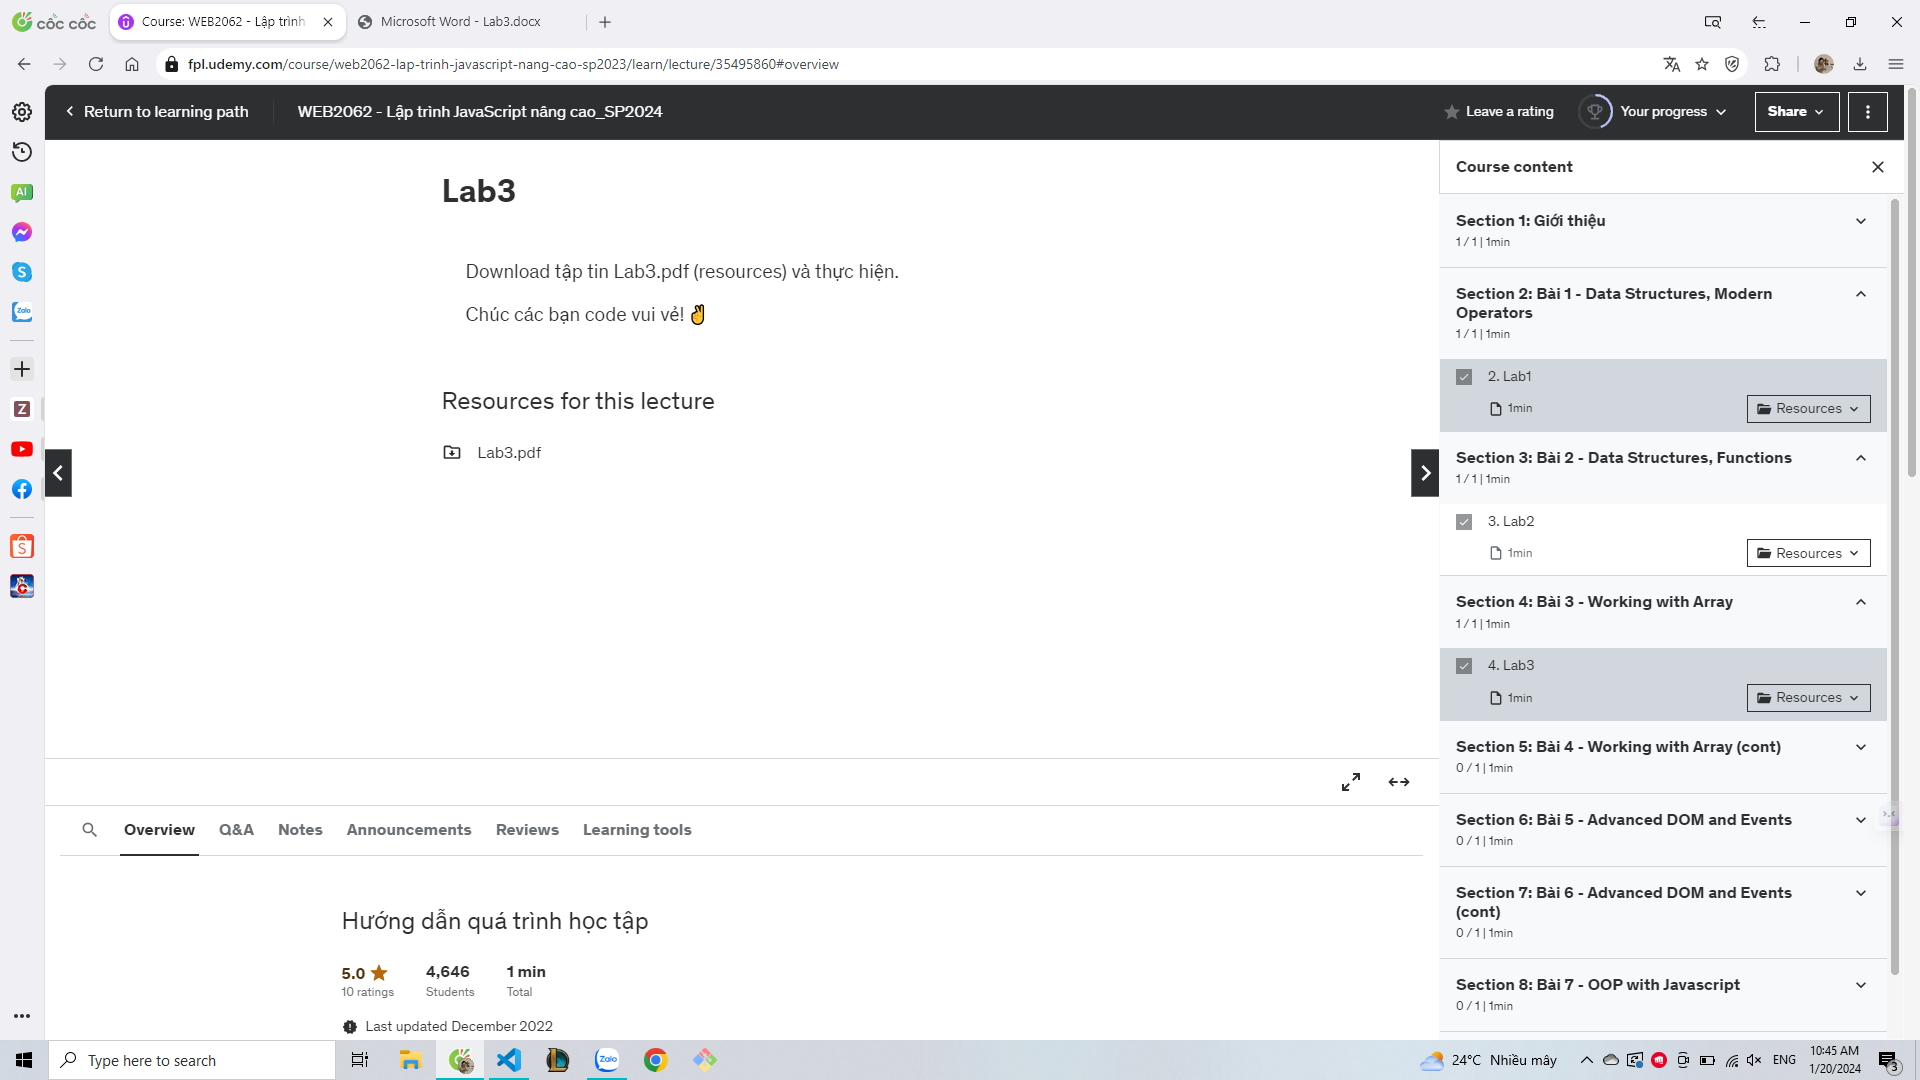 cốc cốc
Course: WEB2062 - Lập trình
Microsoft Word - Lab3.docx
fpl.udemy.com/course/web2062-lap-trinh-javascript-nang-cao-sp2023/learn/lecture/35495860#overview
Return to learning path
WEB2062 - Lập trình JavaScript nâng cao_SP2024
Leave a rating
Your progress
Share
AI
S
Zalo
Z
S
Lab3
Download tập tin Lab3.pdf (resources) và thực hiện.
Chúc các bạn code vui vẻ!
Resources for this lecture
Lab3.pdf
Overview
Q&A
Notes
Announcements
Reviews
Learning tools
Hướng dẫn quá trình học tập
5.0
10 ratings
4,646
Students
1 min
Total
Last updated December 2022
Course content
Section 1: Giới thiệu
1 / 1 | 1min
Section 2: Bài 1 - Data Structures, Modern
Operators
1 / 1 | 1min
2. Lab1
1min
Resources
Section 3: Bài 2 - Data Structures, Functions
1 / 1 | 1min
3. Lab2
1min
Resources
Section 4: Bài 3 - Working with Array
1 / 1 | 1min
4. Lab3
1min
Resources
Section 5: Bài 4 - Working with Array (cont)
0 / 1 | 1min
Section 6: Bài 5 - Advanced DOM and Events
0 / 1 | 1min
Section 7: Bài 6 - Advanced DOM and Events
(cont)
0 / 1 | 1min
Section 8: Bài 7 - OOP with Javascript
0 / 1 | 1min
Type here to search
Zalo
24°C Nhiều mây
ENG
10:45 AM
1/20/2024
3